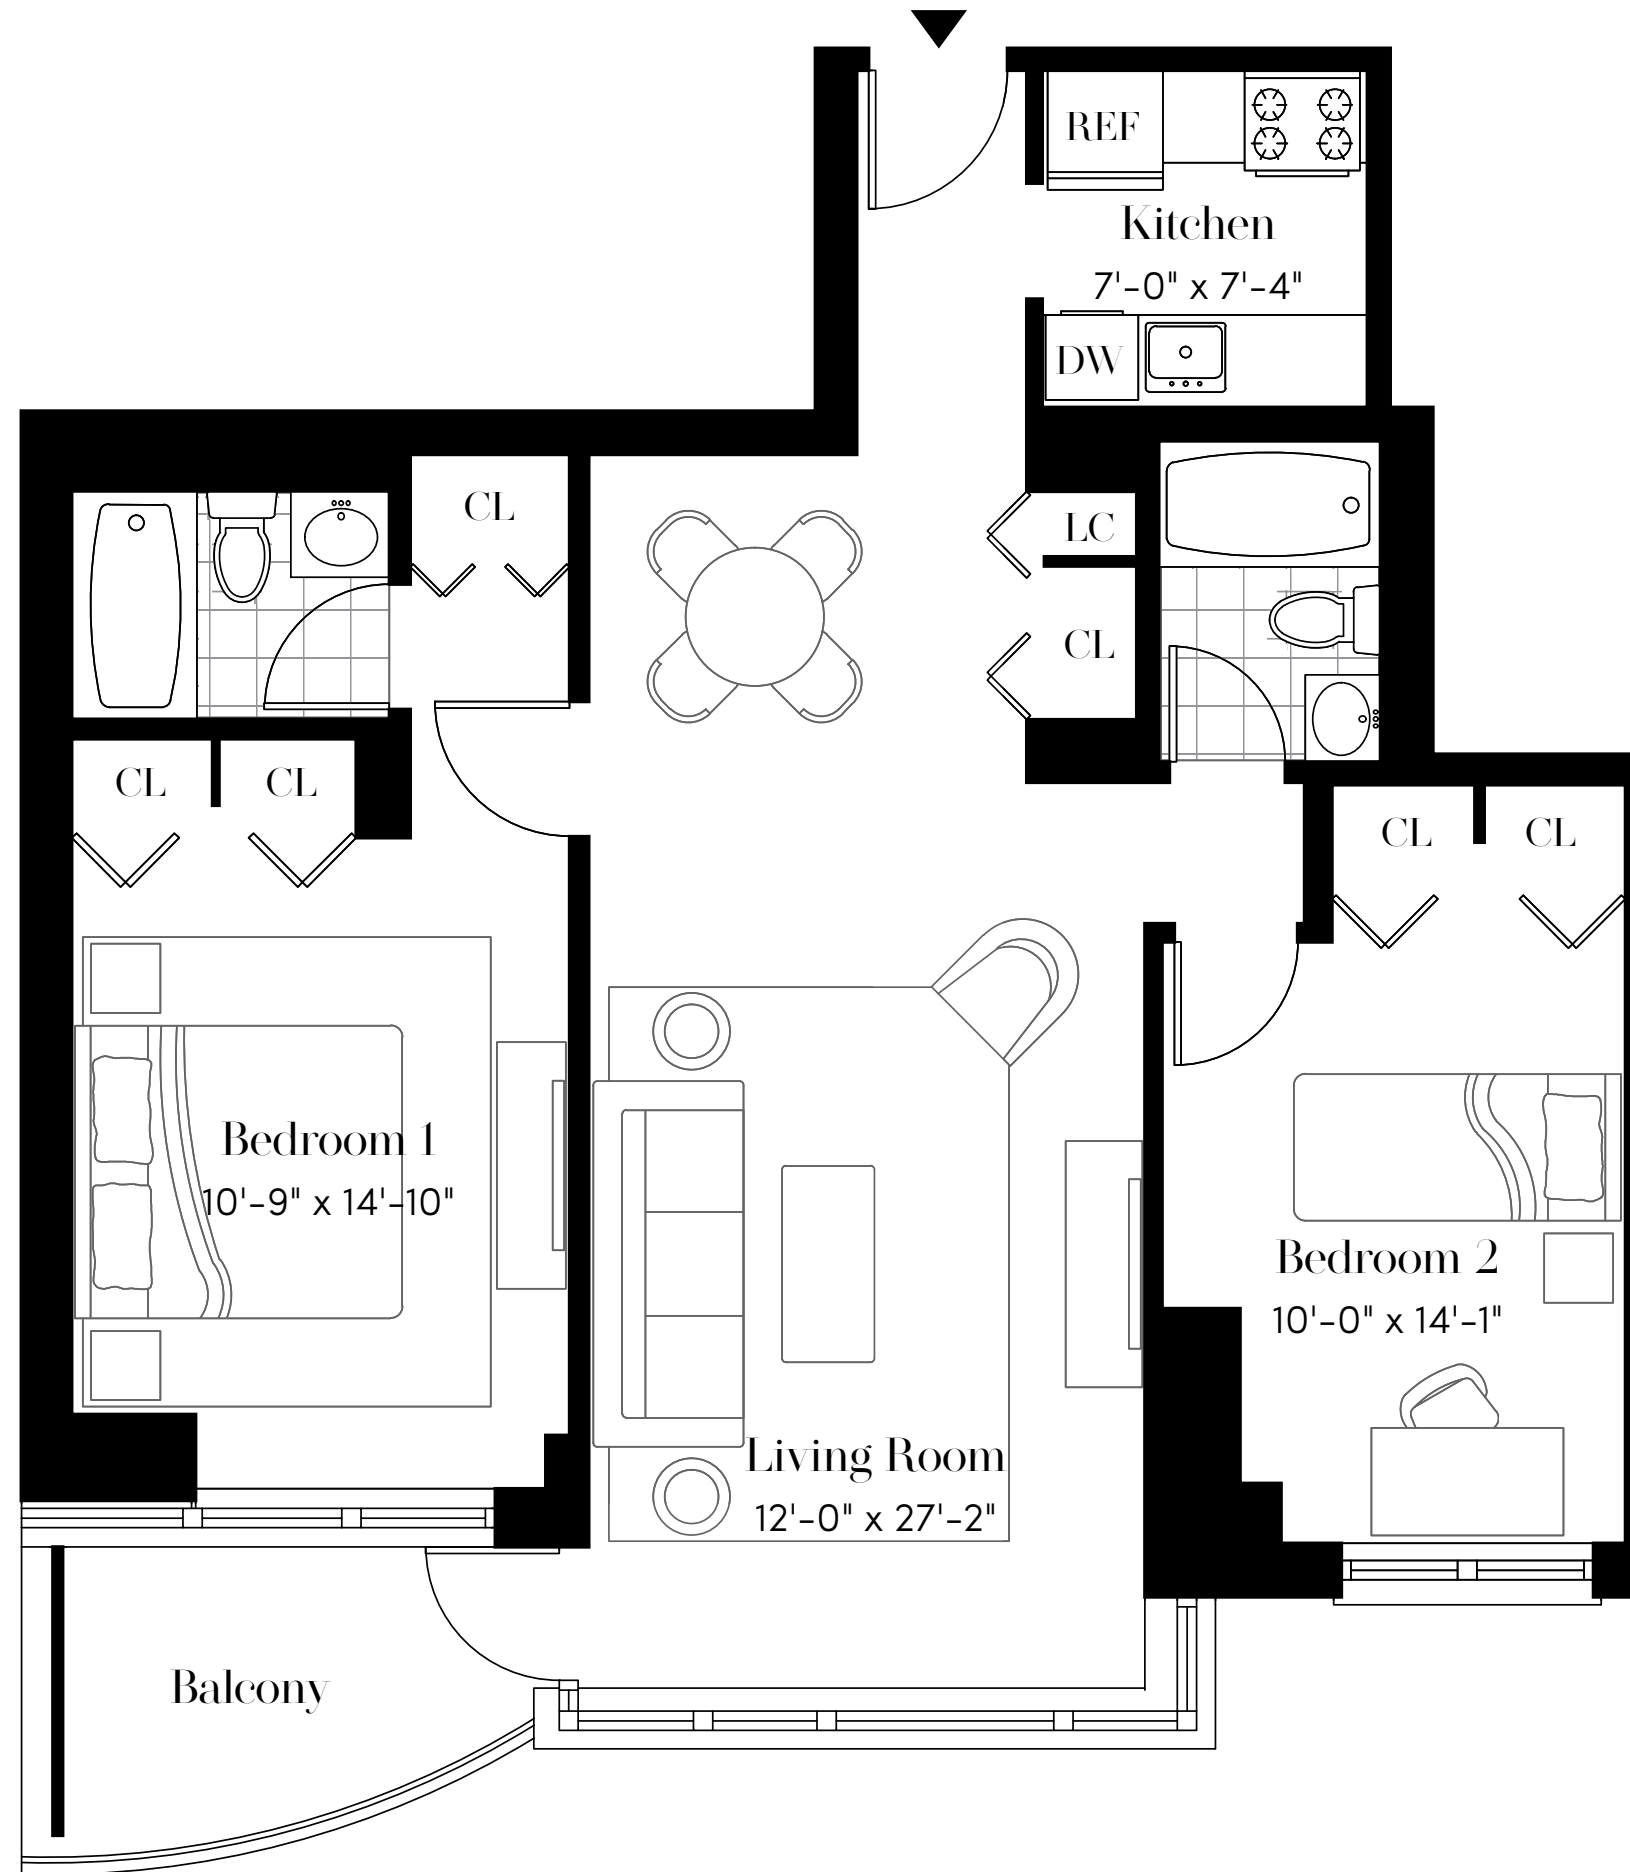 REF
Kitchen
7'-0" x 7'-4"
DW
CL
LC
CL
CL
CL
CL
CL
Bedroom 1
10'-9" x 14'-10"
Bedroom 2
10'-0" x 14'-1"
Living Room
12'-0" x 27'-2"
Balcony